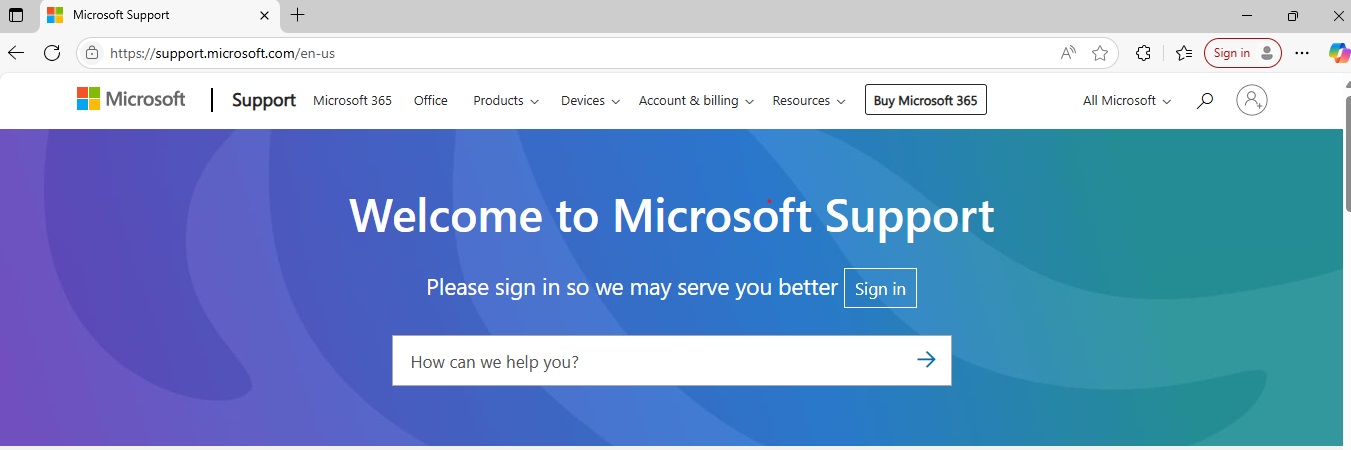 Microsoft Support
https://support.microsoft.com/en-us
Sign in
Microsoft
Support
Microsoft 365
Office
Products
Devices
Account & billing
Resources
Buy Microsoft 365
All Microsoft
Welcome to Microsoft Support
Please sign in so we may serve you better
Sign in
How can we help you?